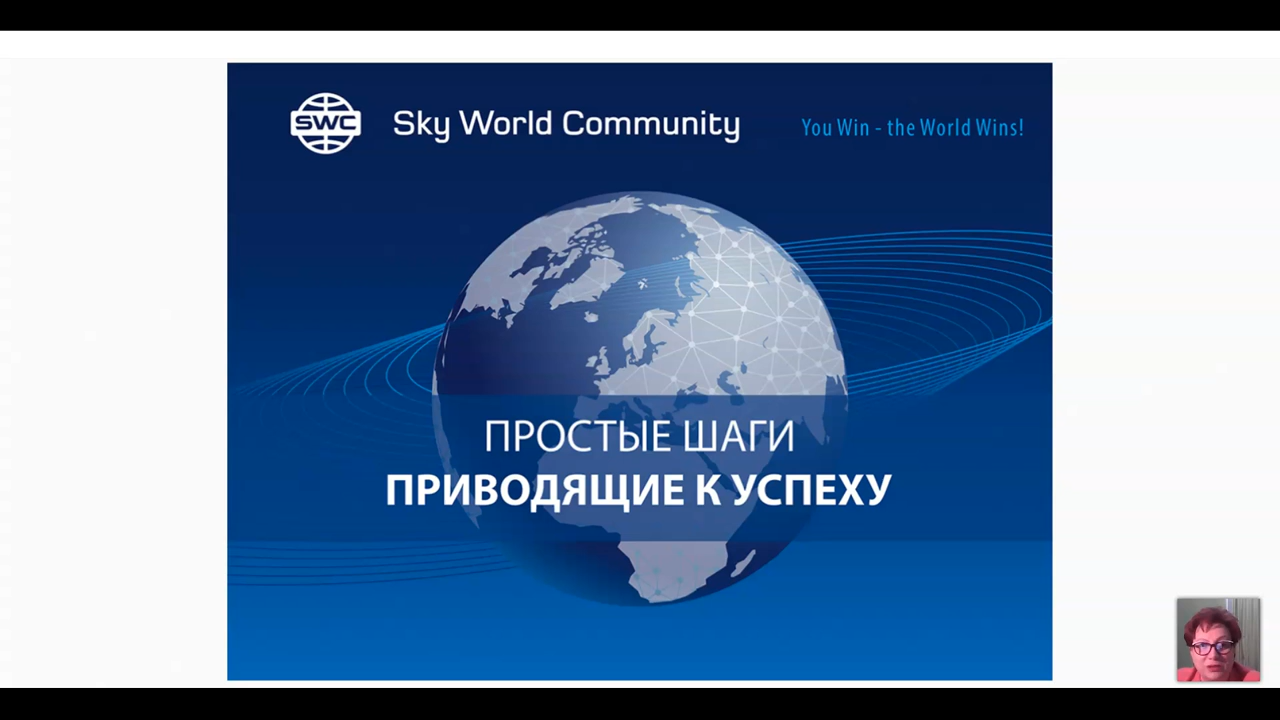 SWC
Sky World Community
You Win - the World Wins!
ПРОСТЫЕ ШАГИ
ПРИВОДЯЩИЕ К УСПЕХУ